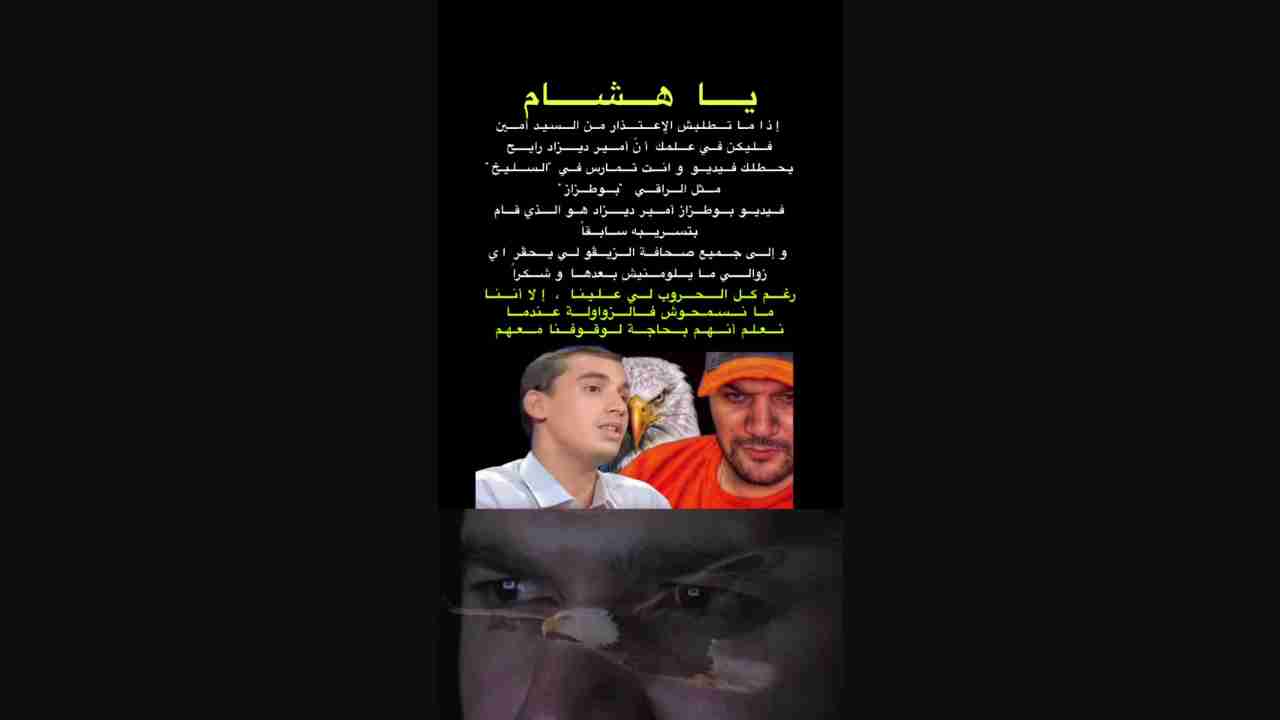 يا هشام
إذا ما تطلبش الإعتذار من السيد أمين
فليكن في علمك أنّ أمير ديزاد رايح
يحطلك فيديو و انت تمارس في "السليخ"
مثل الراقي "بوطزاز"
فيديو بوطزاز أمير ديزاد هو الذي قام
بتسريبه سابقاً
و إلى جميع صحافة الزيڤو لي يحڤر اي
زوالي ما يلومنيش بعدها و شكراً
رغم كل الحروب لي علينا ، إلا أننا
ما نسمحوش فالزواولة عندما
نعلم أنهم بحاجة لوقوفنا معهم